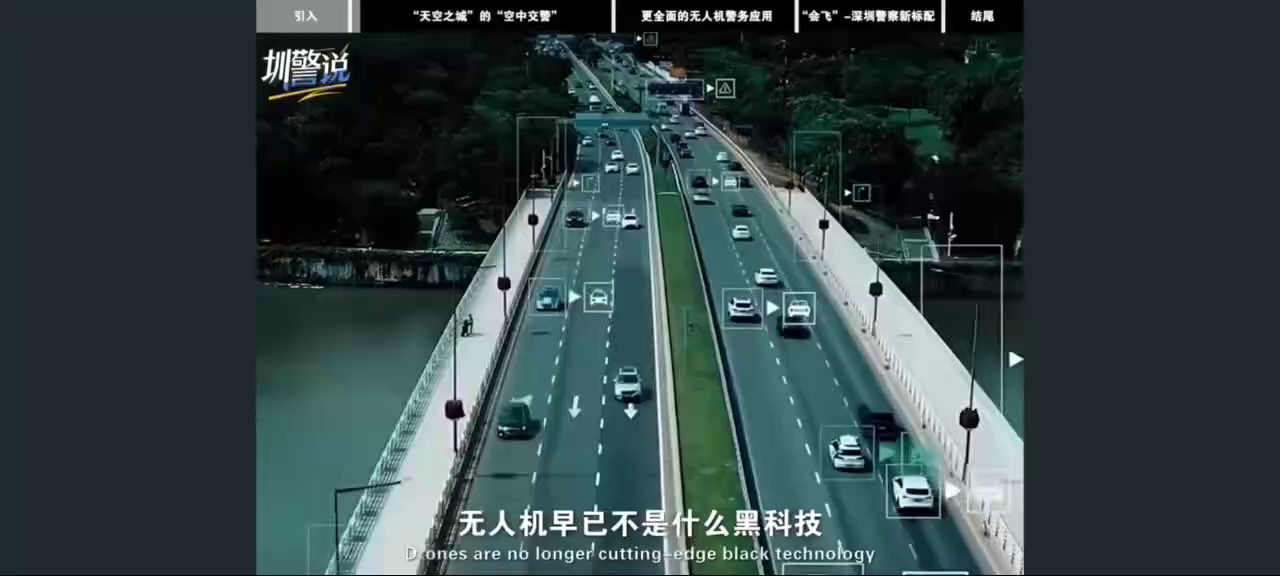 引入
“天空之城”的“空中交警”
更全面的无人机警务应用
“会飞”-深圳警察新标配
结尾
圳警说
无人机早已不是什么黑科技
Drones are no longer cutting-edge black technology